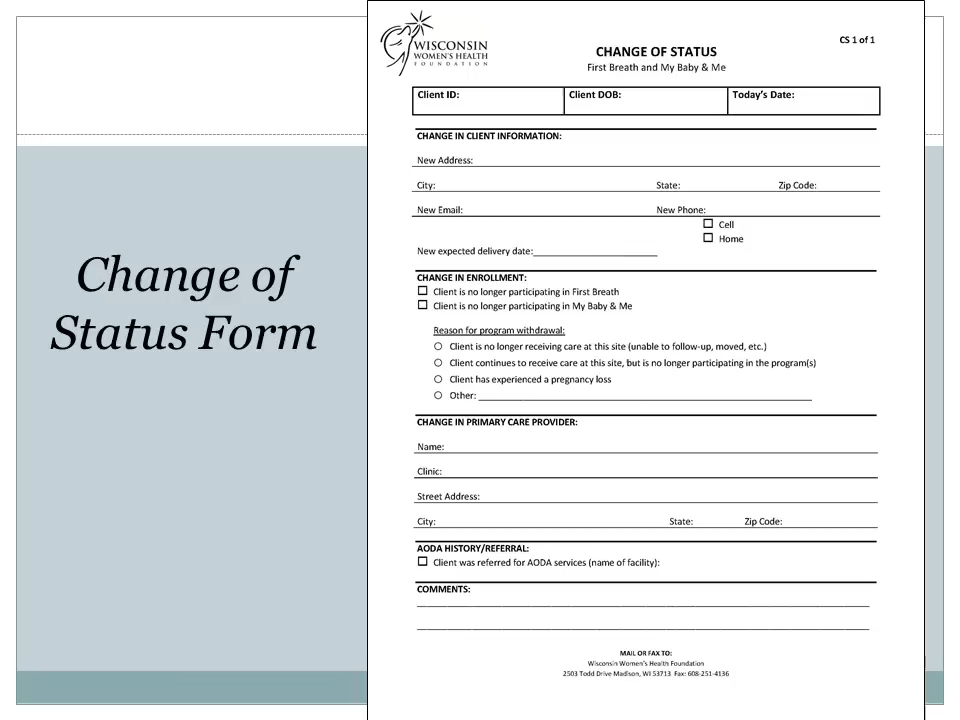 Change of
Status Form
WISCONSIN
WOMEN'S HEALTH
FOUNDATION
CS 1 of 1
CHANGE OF STATUS
First Breath and My Baby & Me
Client ID: Client DOB: Today's Date:
CHANGE IN CLIENT INFORMATION:
New Address:
City: State: Zip Code:
New Email: New Phone:
Cell
Home
New expected delivery date:
CHANGE IN ENROLLMENT:
Client is no longer participating in First Breath
Client is no longer participating in My Baby & Me
Reason for program withdrawal:
Client is no longer receiving care at this site (unable to follow-up, moved, etc.)
Client continues to receive care at this site, but is no longer participating in the program(s)
Client has experienced a pregnancy loss
Other:
CHANGE IN PRIMARY CARE PROVIDER:
Name:
Clinic:
Street Address:
City: State: Zip Code:
AODA HISTORY/REFERRAL:
Client was referred for AODA services (name of facility):
COMMENTS:
MAIL OR FAX TO:
Wisconsin Women's Health Foundation
2503 Todd Drive Madison, WI 53713 Fax: 608-251-4136